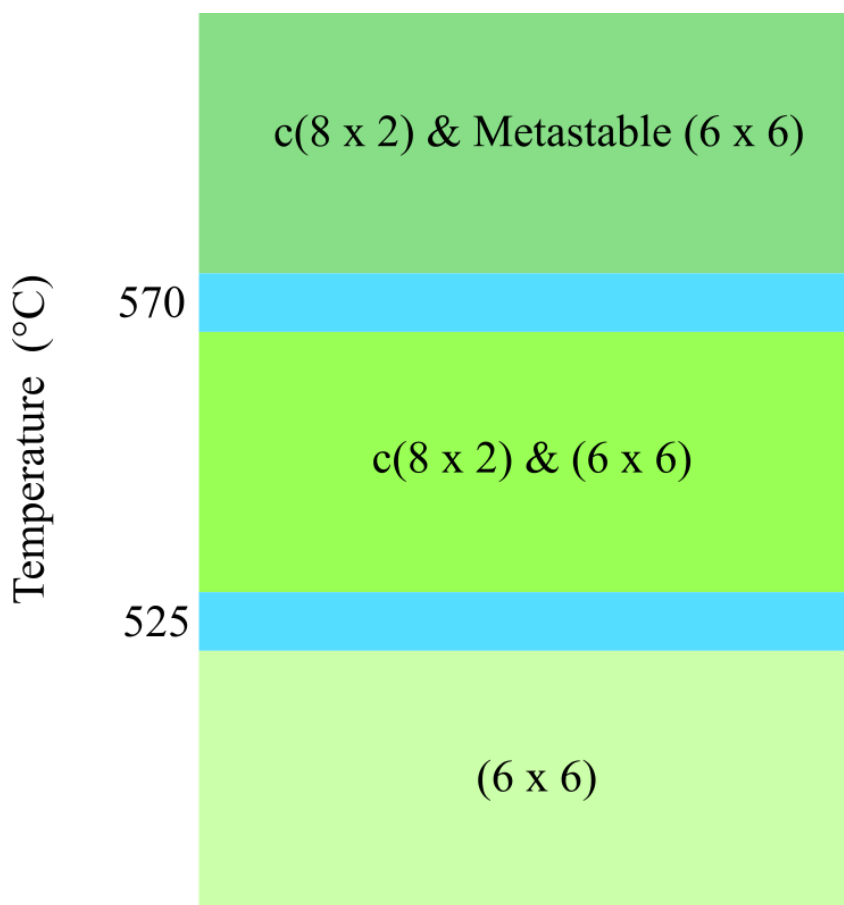 c(8 x 2) & Metastable (6 x 6)
570
c(8 x 2) & (6 x 6)
525
(6 x 6)
Temperature (°C)